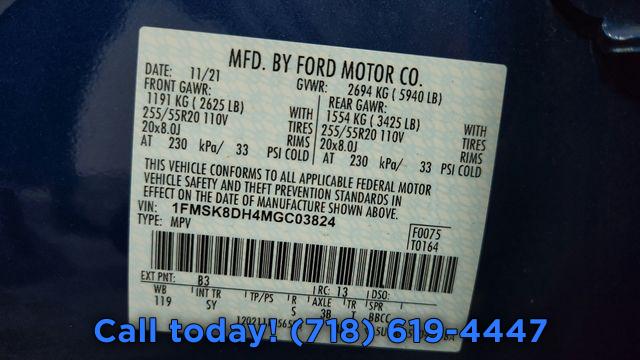 MFD. BY FORD MOTOR CO.
DATE: 11/21 GVWR: 2694 KG ( 5940 LB)
FRONT GAWR: REAR GAWR:
1191 KG ( 2625 LB) WITH 1554 KG ( 3425 LB) WITH
255/55R20 110V TIRES 255/55R20 110V TIRES
20x8.0J RIMS 20x8.0J RIMS
AT 230 kPa/ 33 PSI COLD AT 230 kPa/ 33 PSI COLD
THIS VEHICLE CONFORMS TO ALL APPLICABLE FEDERAL MOTOR
VEHICLE SAFETY AND THEFT PREVENTION STANDARDS IN
EFFECT ON THE DATE OF MANUFACTURE SHOWN ABOVE.
VIN: 1FMSK8DH4MGC03824
TYPE: MPV
F0075
T0164
EXT PNT: B3 RC: 13 DSO:
WB INT TR TP/PS R AXLE TR SPR
119 5Y S 3B T BBCC
Call today! (718) 619-4447